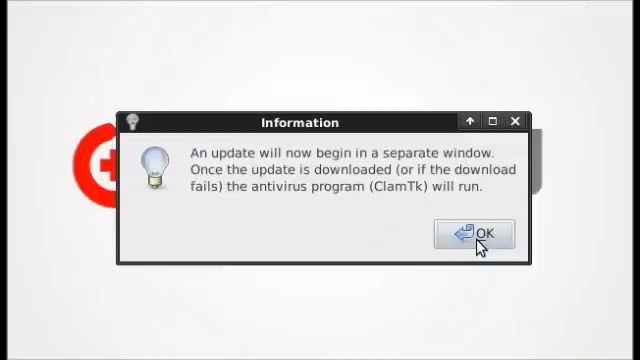 Information
An update will now begin in a separate window.
Once the update is downloaded (or if the download
fails) the antivirus program (ClamTk) will run.
OK